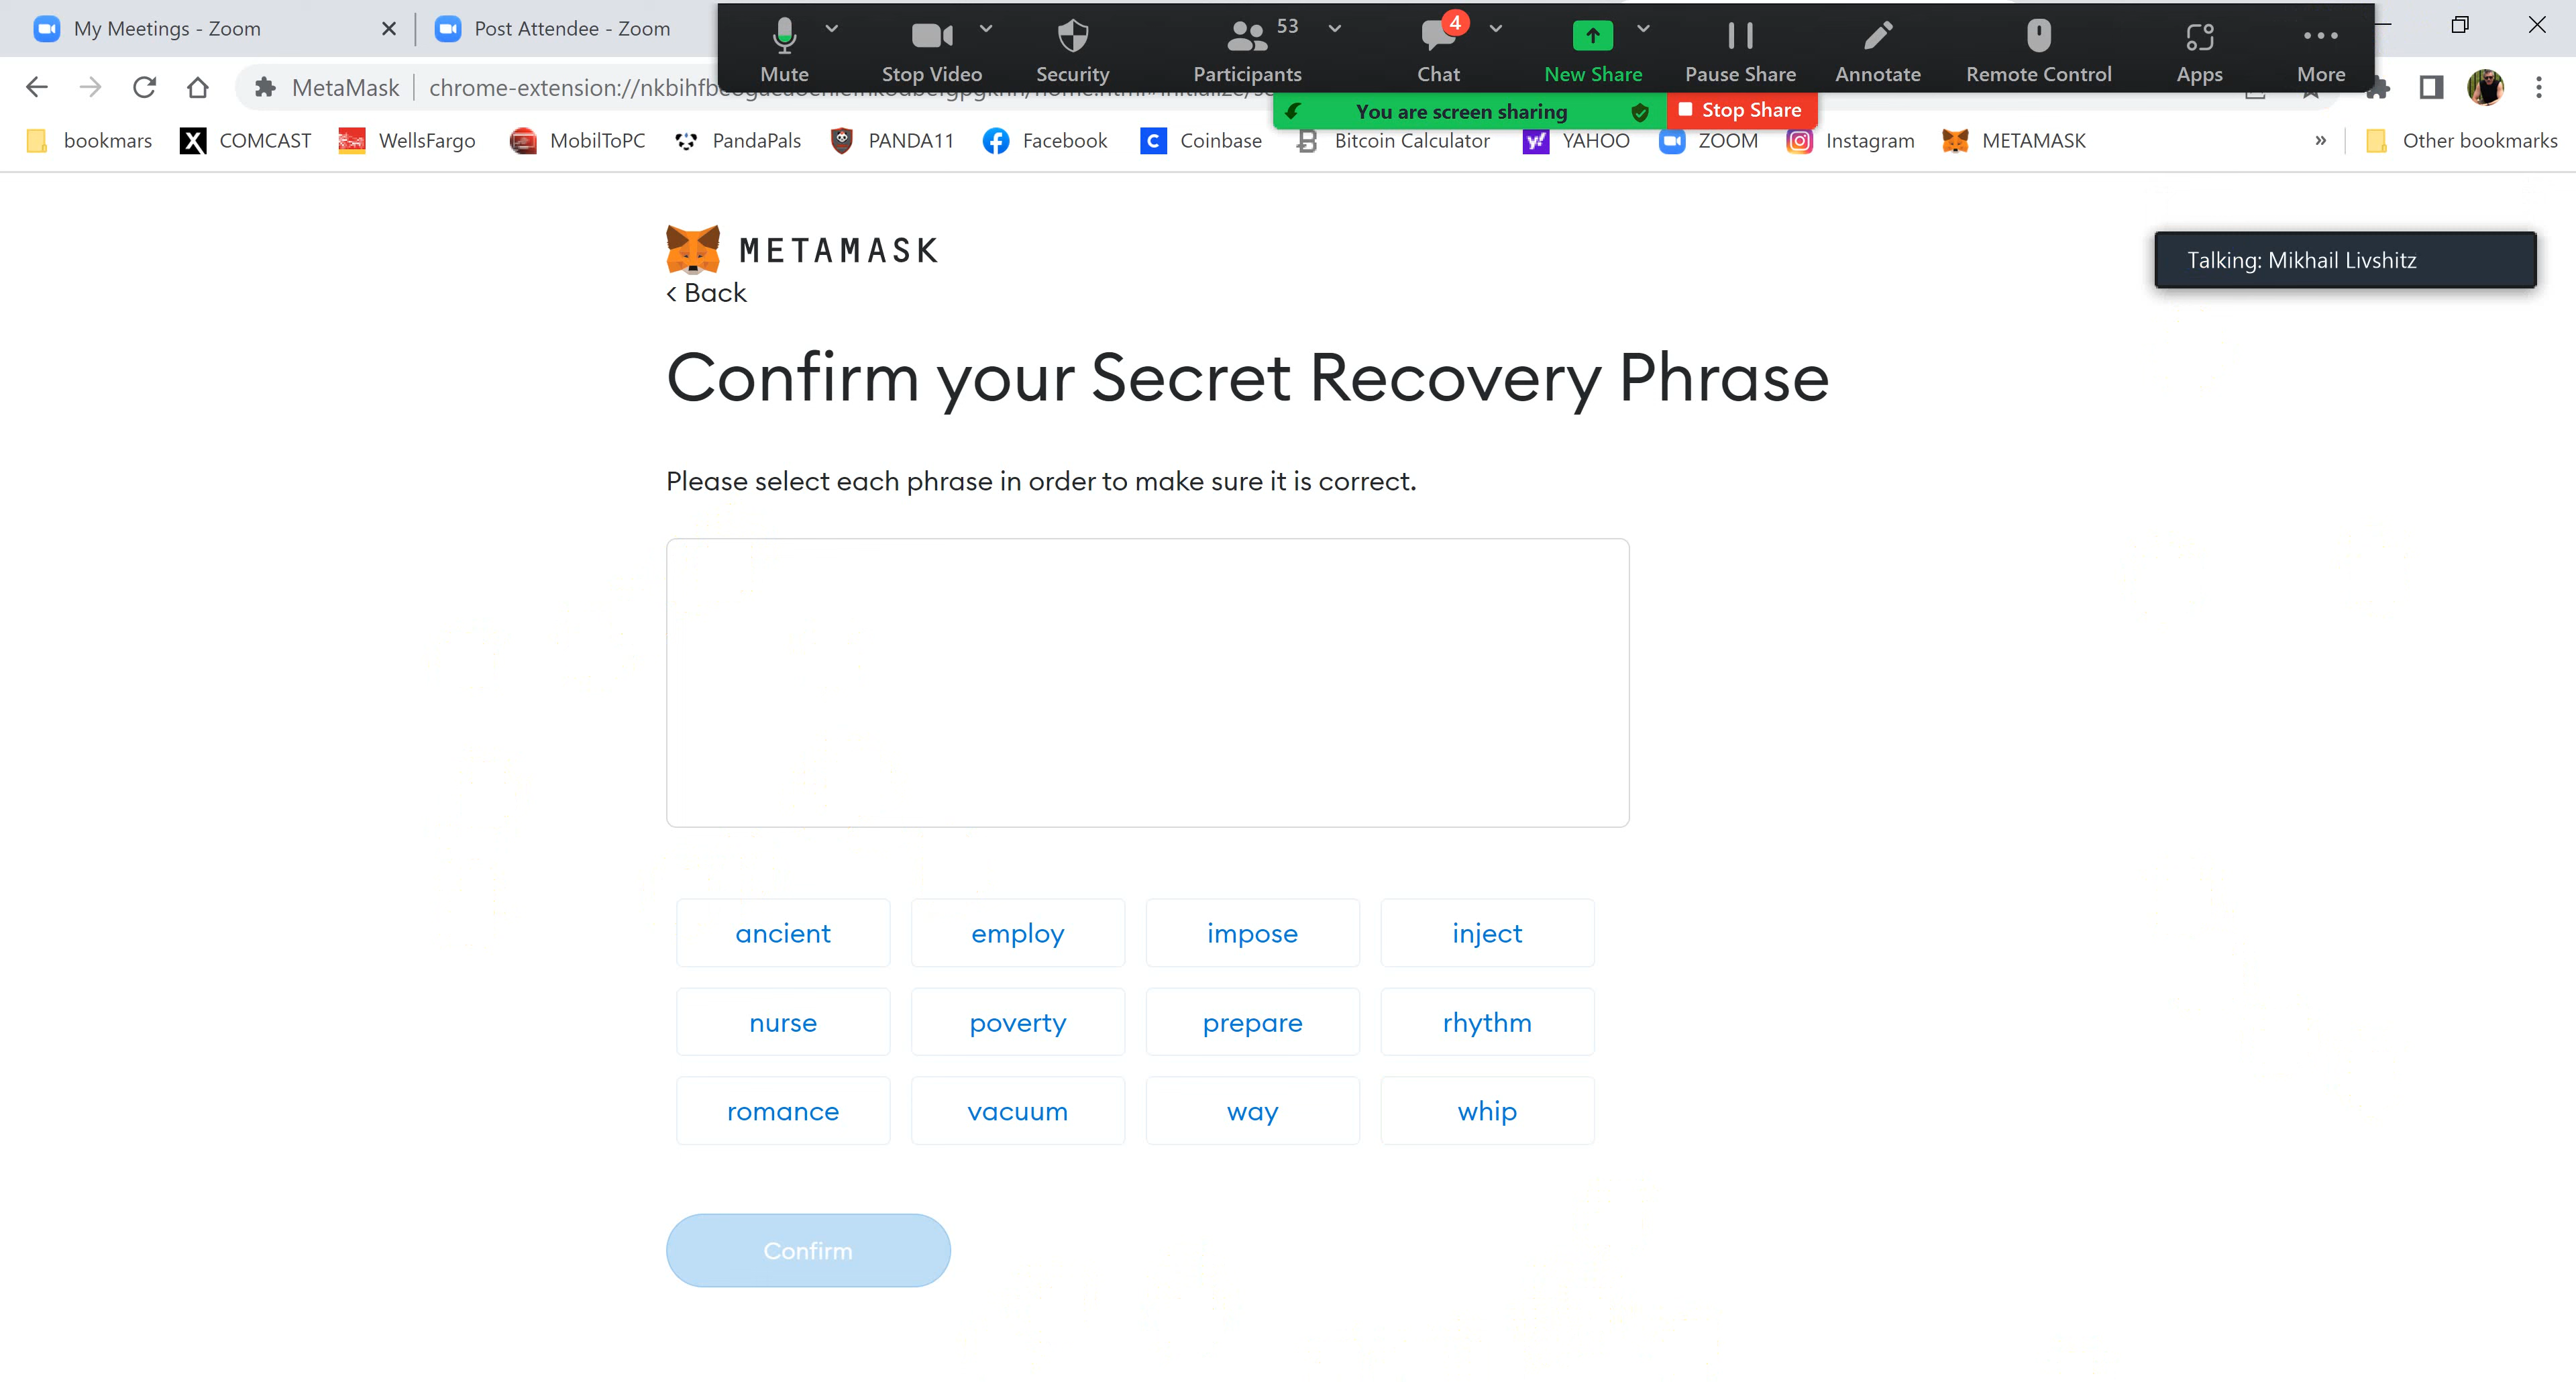 My Meetings - Zoom
Post Attendee - Zoom
Mute
Stop Video
Security
53
Participants
4
Chat
New Share
Pause Share
Annotate
Remote Control
Apps
More
MetaMask
You are screen sharing
Stop Share
bookmars
COMCAST
WellsFargo
MobilToPC
PandaPals
PANDA11
Facebook
Coinbase
Bitcoin Calculator
YAHOO
ZOOM
Instagram
METAMASK
»
Other bookmarks
METAMASK
Talking: Mikhail Livshitz
< Back
Confirm your Secret Recovery Phrase
Please select each phrase in order to make sure it is correct.
ancient employ impose inject
nurse poverty prepare rhythm
romance vacuum way whip
Confirm